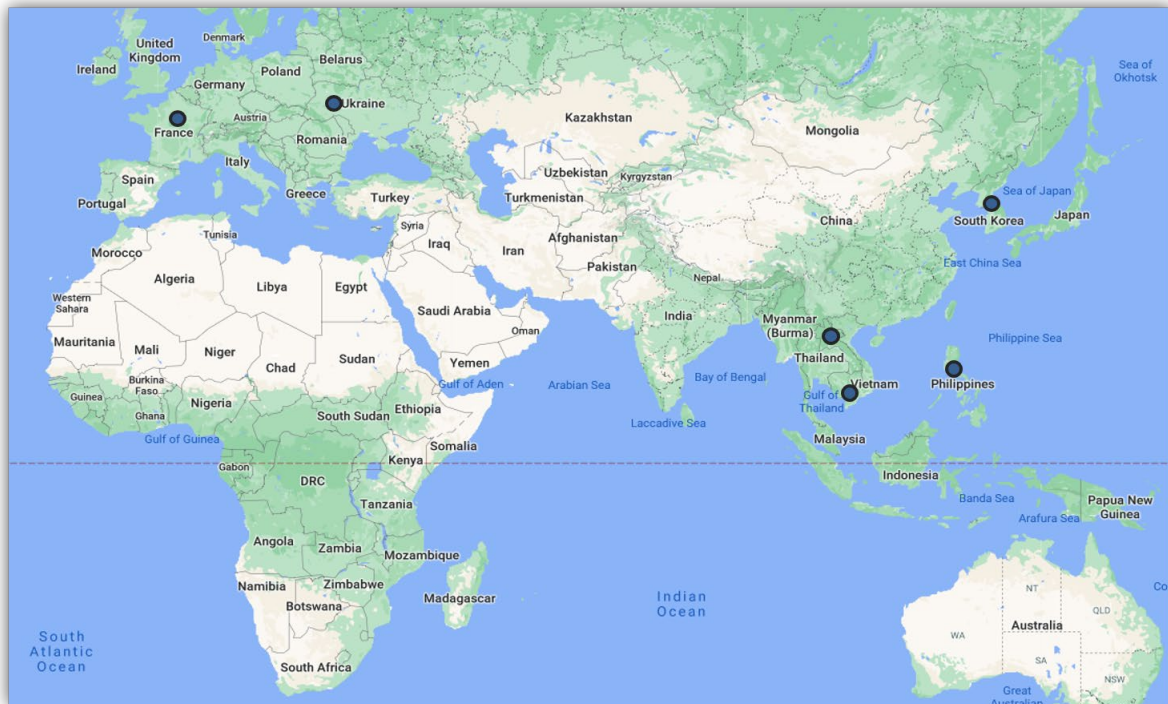 Denmark
United
Kingdom
Ireland
Belarus
Poland
Germany
Sea of
Okhotsk
Ukraine
Austria
France
Kazakhstan
Mongolia
Romania
Italy
Uzbekistan
Kyrgyzstan
Spain
Greece
Turkey
Turkmenistan
Portugal
Sea of Japan
South Korea
Japan
China
Syria
Tunisia
Afghanistan
Iraq
Iran
Morocco
Pakistan
East China Sea
Algeria
Nepal
Libya
Egypt
Western
Sahara
Saudi Arabia
India
Myanmar
(Burma)
Oman
Philippine Sea
Mauritania
Mali
Niger
Sudan
Thailand
Chad
Yemen
Bay of Bengal
Burkina
Faso
Gulf of Aden
Arabian Sea
Vietnam
Philippines
Guinea
Nigeria
Gulf of
Thailand
Ethiopia
Ghana
South Sudan
Laccadive Sea
Gulf of Guinea
Malaysia
Somalia
Kenya
Gabon
DRC
Indonesia
Banda Sea
Papua New
Guinea
Tanzania
Arafura Sea
Angola
Zambia
Mozambique
Namibia
Zimbabwe
Co
NT
Madagascar
Indian
Ocean
Botswana
QLD
Australia
WA
South
Atlantic
Ocean
South Africa
SA
NSW
Great
Australian